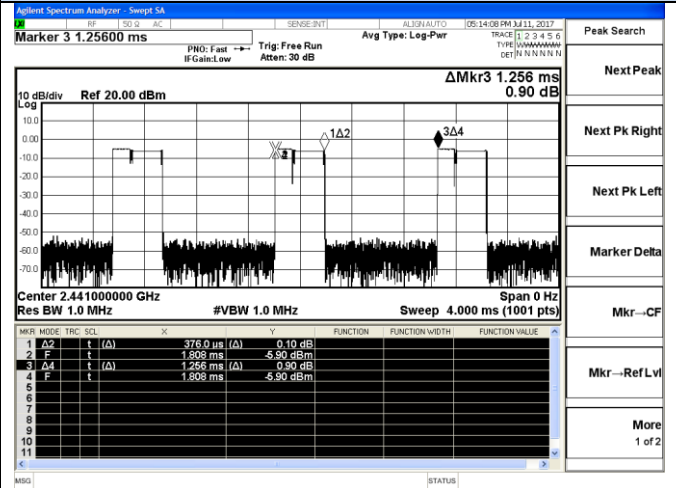 Agilent Spectrum Analyzer - Swept SA
LXI RF 50 Ω AC SENSE:INT ALIGN AUTO 05:14:08 PM Jul 11, 2017
Marker 3 1.25600 ms
PNO: Fast
IFGain:Low
Trig: Free Run
Atten: 30 dB
Avg Type: Log-Pwr
TRACE 1 2 3 4 5 6
TYPE
DET N N N N N N
Peak Search
ΔMkr3 1.256 ms
0.90 dB
10 dB/div Ref 20.00 dBm
Log
10.0
0.00
-10.0
-20.0
-30.0
-40.0
-50.0
-60.0
-70.0
1Δ2
3Δ4
Center 2.441000000 GHz Span 0 Hz
Res BW 1.0 MHz #VBW 1.0 MHz Sweep 4.000 ms (1001 pts)
MKR MODE TRC SCL X Y FUNCTION FUNCTION WIDTH FUNCTION VALUE
1 Δ2 t (Δ) 376.0 µs (Δ) 0.10 dB
2 F t 1.808 ms -5.90 dBm
3 Δ4 t (Δ) 1.256 ms (Δ) 0.90 dB
4 F t 1.808 ms -5.90 dBm
5
6
7
8
9
10
11
MSG STATUS
Next Peak
Next Pk Right
Next Pk Left
Marker Delta
Mkr→CF
Mkr→Ref Lvl
More
1 of 2